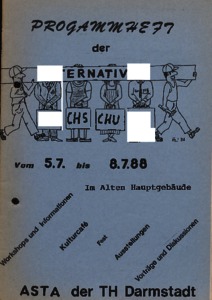 PROGAMMHEFT
der
ERNATIV
CHS CHU
Vom 5.7. bis 8.7.88
Im Alten Hauptgebäude
Workshops und Informationen
Kulturcafé
Fest
Ausstellungen
Vorträge und Diskussionen
ASTA der TH Darmstadt